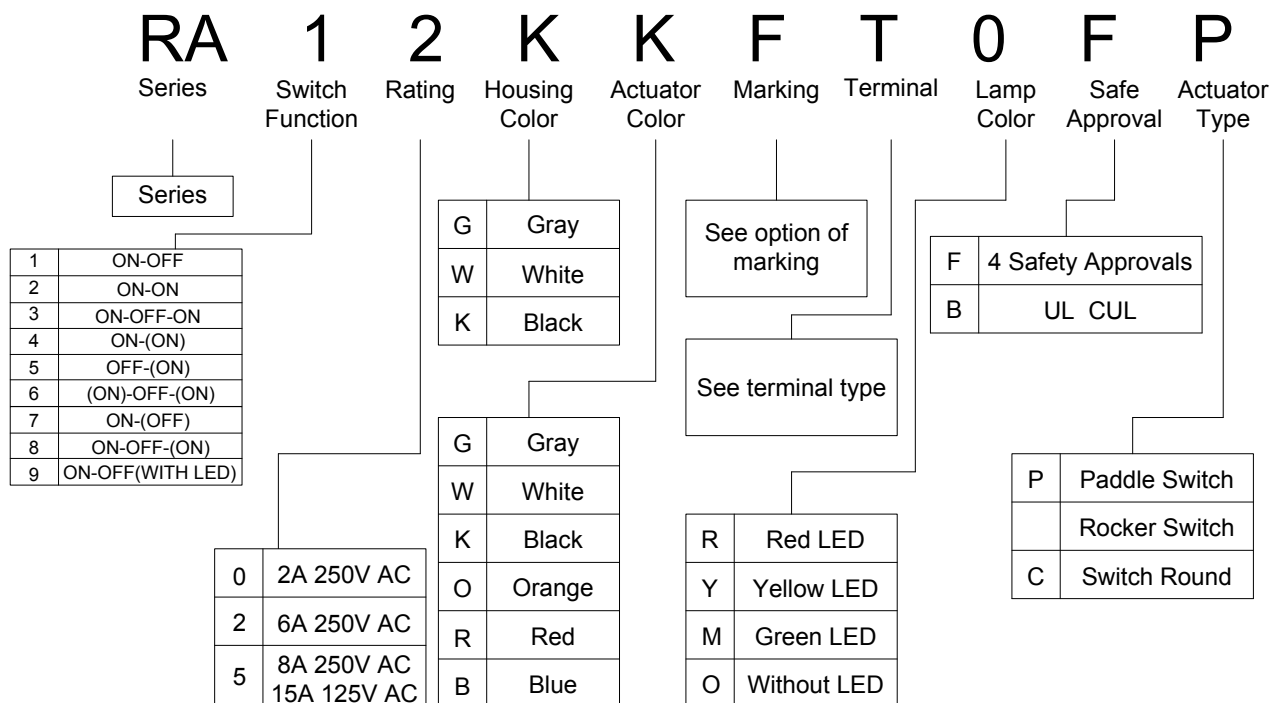 RA 1 2 K K F T 0 F P
Series Switch Function Rating Housing Color Actuator Color Marking Terminal Lamp Color Safe Approval Actuator Type
Series
1 ON-OFF
2 ON-ON
3 ON-OFF-ON
4 ON-(ON)
5 OFF-(ON)
6 (ON)-OFF-(ON)
7 ON-(OFF)
8 ON-OFF-(ON)
9 ON-OFF(WITH LED)
0 2A 250V AC
2 6A 250V AC
5 8A 250V AC
15A 125V AC
G Gray
W White
K Black
G Gray
W White
K Black
O Orange
R Red
B Blue
See option of
marking
See terminal type
R Red LED
Y Yellow LED
M Green LED
O Without LED
F 4 Safety Approvals
B UL CUL
P Paddle Switch
Rocker Switch
C Switch Round